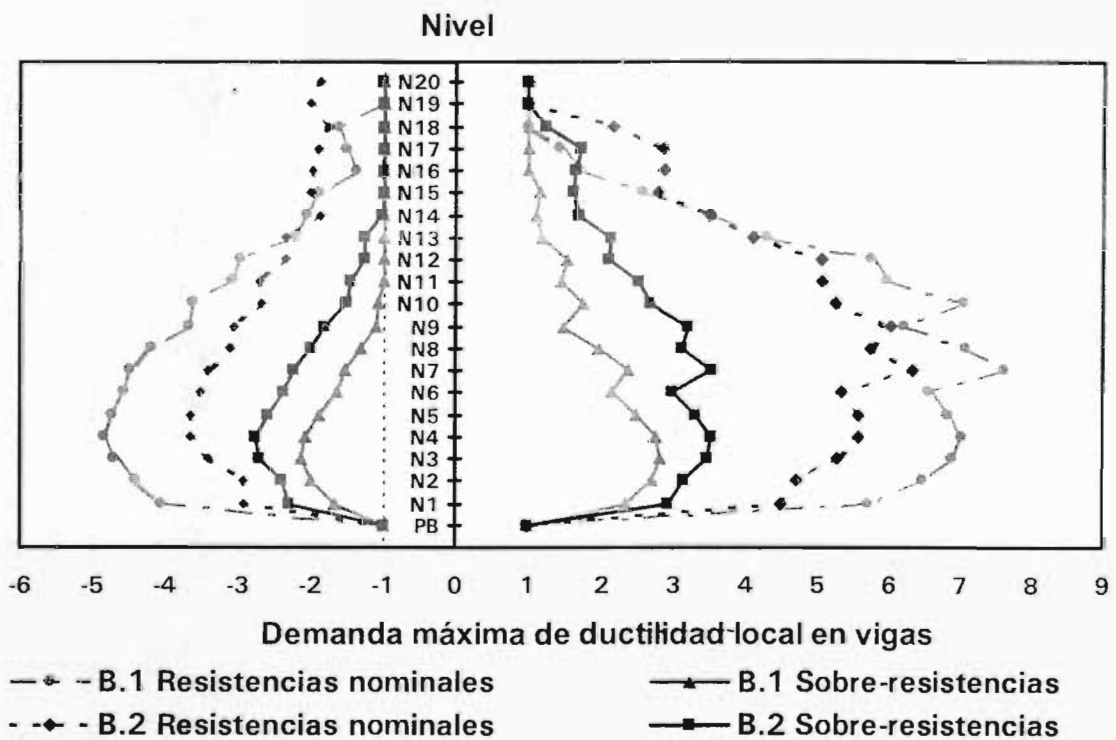 Nivel
N20
N19
N18
N17
N16
N15
N14
N13
N12
N11
N10
N9
N8
N7
N6
N5
N4
N3
N2
N1
PB
-6 -5 -4 -3 -2 -1 0 1 2 3 4 5 6 7 8 9
Demanda máxima de ductilidad local en vigas
B.1 Resistencias nominales B.1 Sobre-resistencias
B.2 Resistencias nominales B.2 Sobre-resistencias